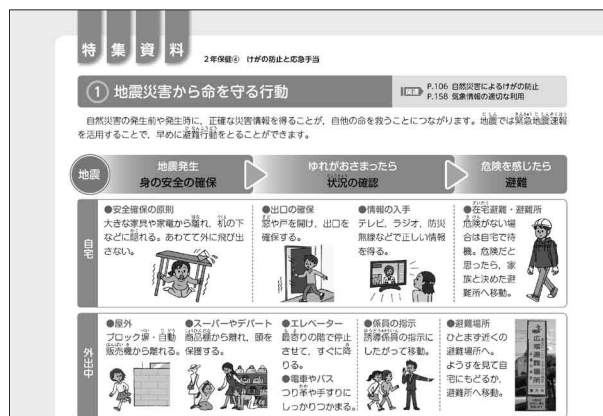 特集資料
2年保健④ けがの防止と応急手当
① 地震災害から命を守る行動
関連 P.106 自然災害によるけがの防止
P.158 気象情報の適切な利用
自然災害の発生前や発生時に，正確な災害情報を得ることが，自他の命を救うことにつながります。地震では緊急地震速報
を活用することで，早めに避難行動をとることができます。
地震
地震発生
身の安全の確保
ゆれがおさまったら
状況の確認
危険を感じたら
避難
自宅
●安全確保の原則
大きな家具や家電から離れ，机の下
などに隠れる。あわてて外に飛び出
さない。
●出口の確保
窓や戸を開け，出口を
確保する。
●情報の入手
テレビ，ラジオ，防災
無線などで正しい情報
を得る。
●在宅避難・避難所
危険がない場
合は自宅で待
機。危険だと
思ったら，家
族と決めた避
難所へ移動。
外出中
●屋外
ブロック塀・自動
販売機から離れる。
●スーパーやデパート
商品棚から離れ，頭を
保護する。
●エレベーター
最寄りの階で停止
させて，すぐに降
りる。
●電車やバス
つり革や手すりに
しっかりつかまる。
●係員の指示
誘導係員の指示に
したがって移動。
●避難場所
ひとまず近くの
避難場所へ。
ようすを見て自
宅にもどるか，
避難所へ移動。
広域避難場所